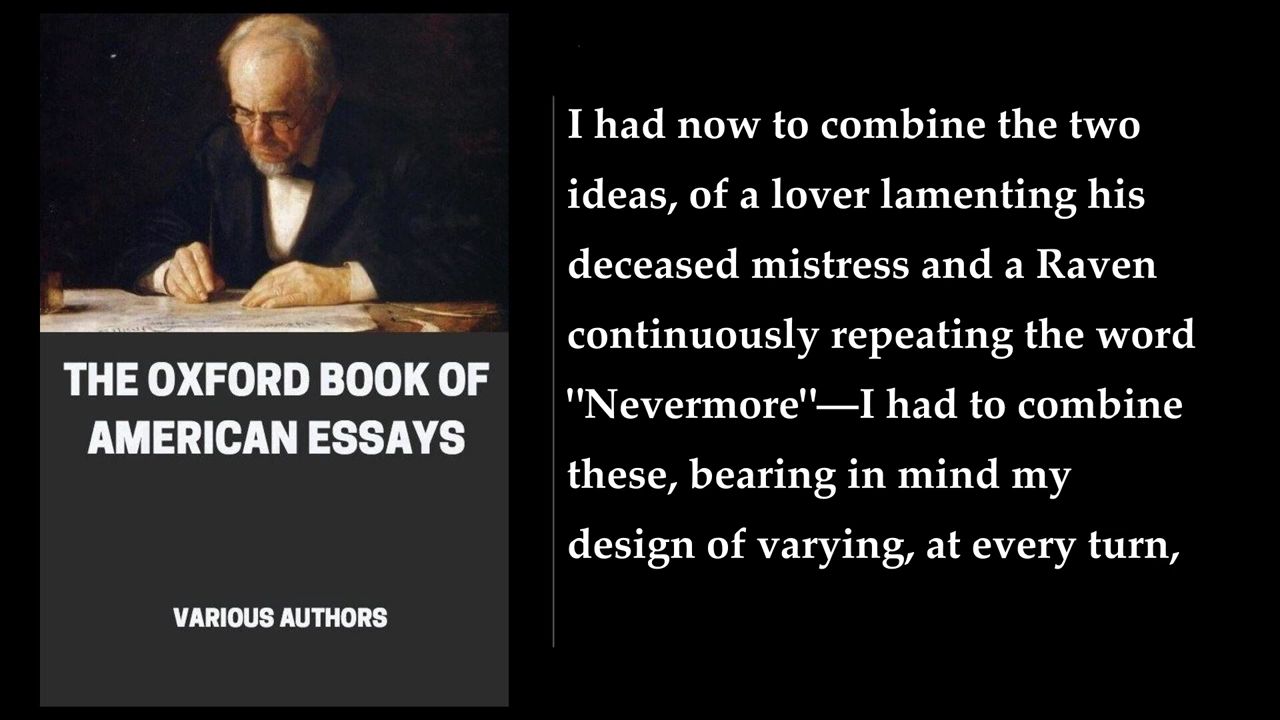 THE OXFORD BOOK OF
AMERICAN ESSAYS
VARIOUS AUTHORS
I had now to combine the two
ideas, of a lover lamenting his
deceased mistress and a Raven
continuously repeating the word
"Nevermore"—I had to combine
these, bearing in mind my
design of varying, at every turn,